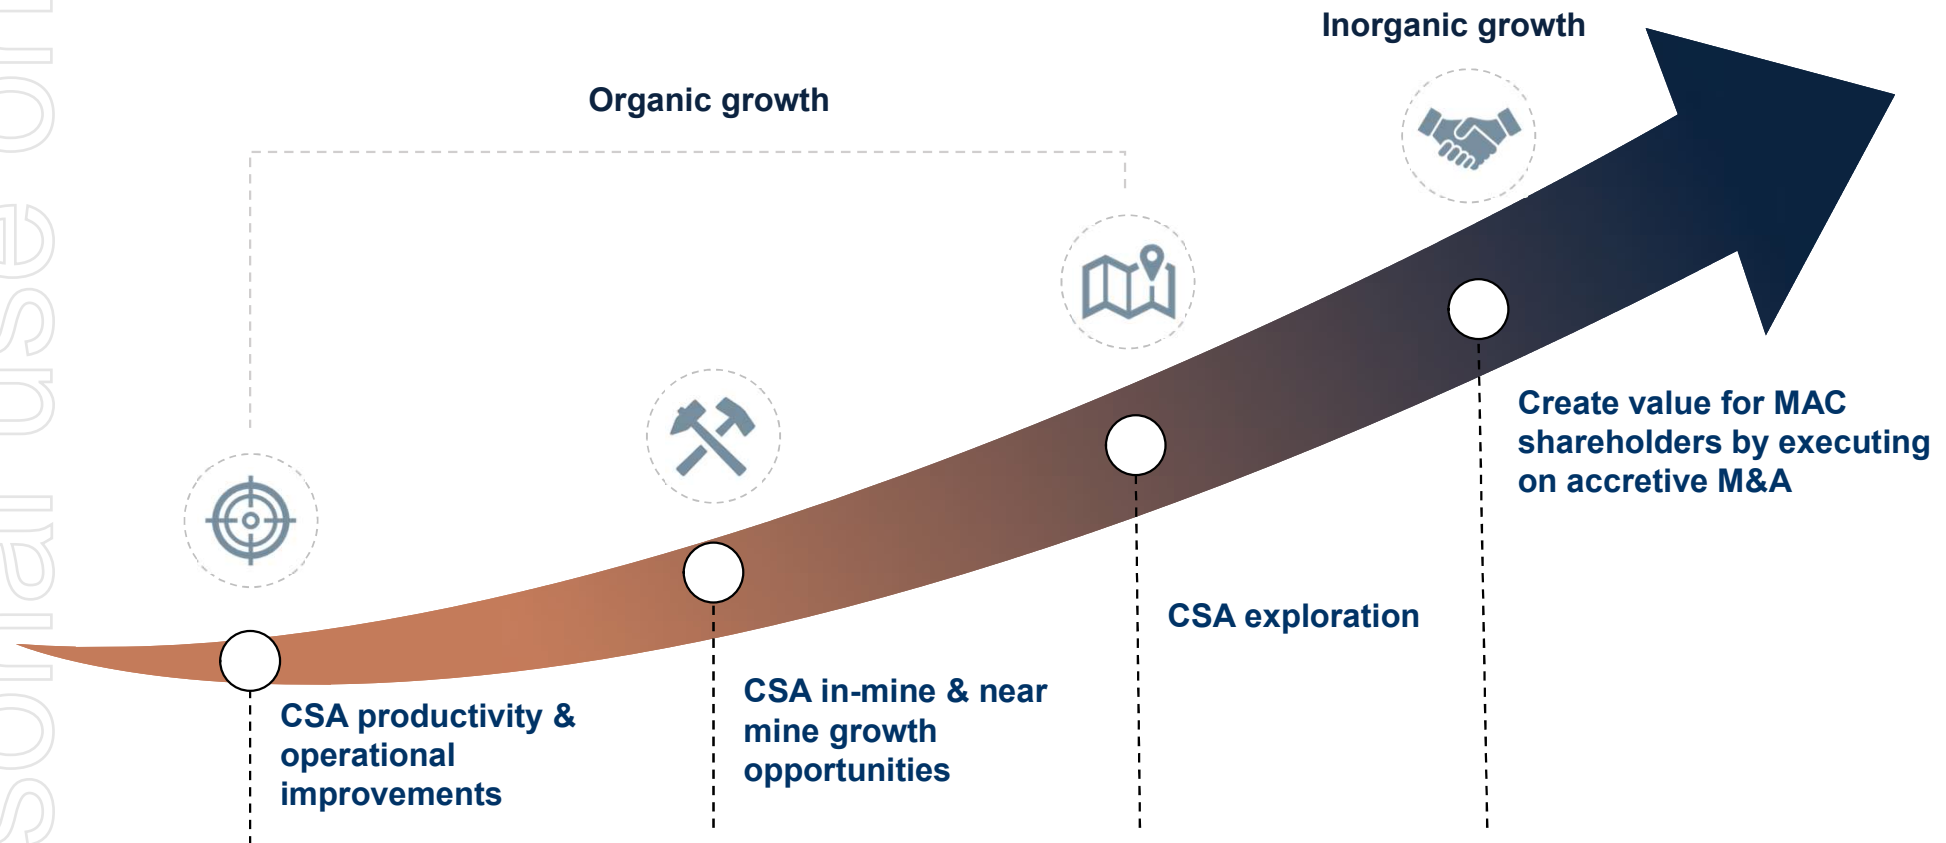 Inorganic growth
Organic growth
Create value for MAC
shareholders by executing
on accretive M&A
CSA exploration
CSA in-mine & near
mine growth
opportunities
CSA productivity &
operational
improvements
use